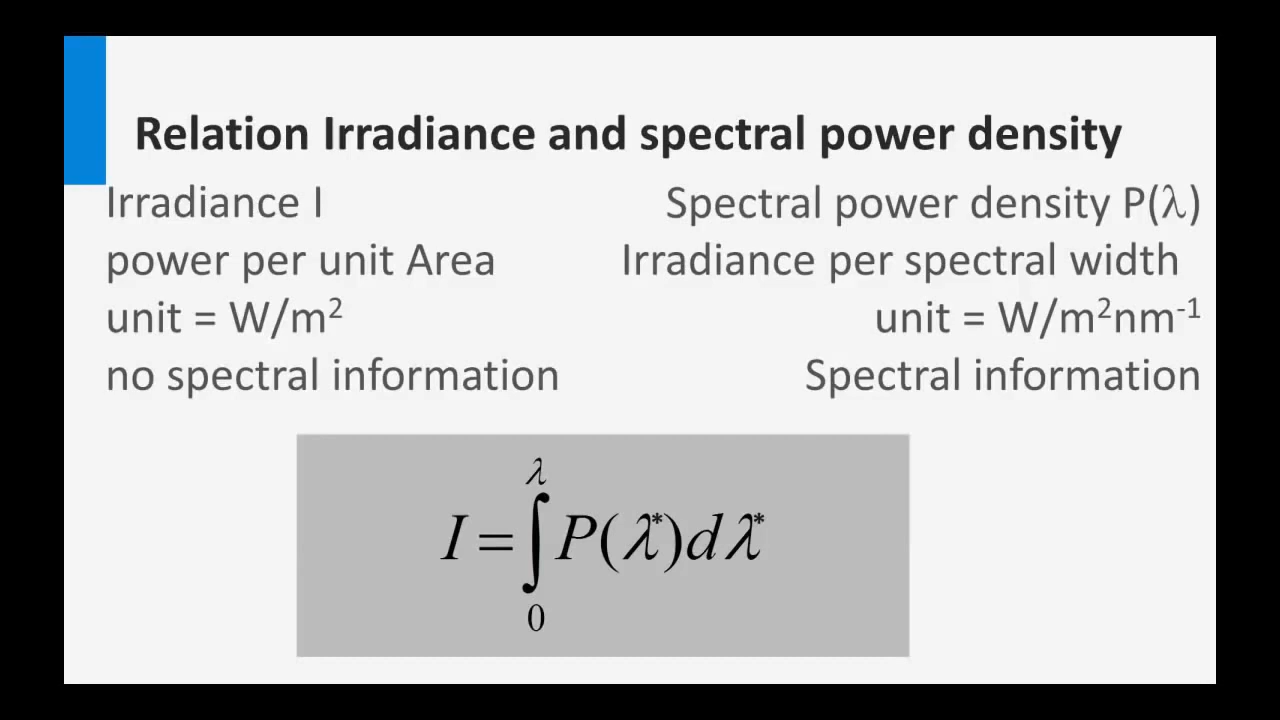 Relation Irradiance and spectral power density
Irradiance I
power per unit Area
unit = W/m²
no spectral information
Spectral power density P(λ)
Irradiance per spectral width
unit = W/m²nm⁻¹
Spectral information
λ
I = ∫ P(λ*)dλ*
0